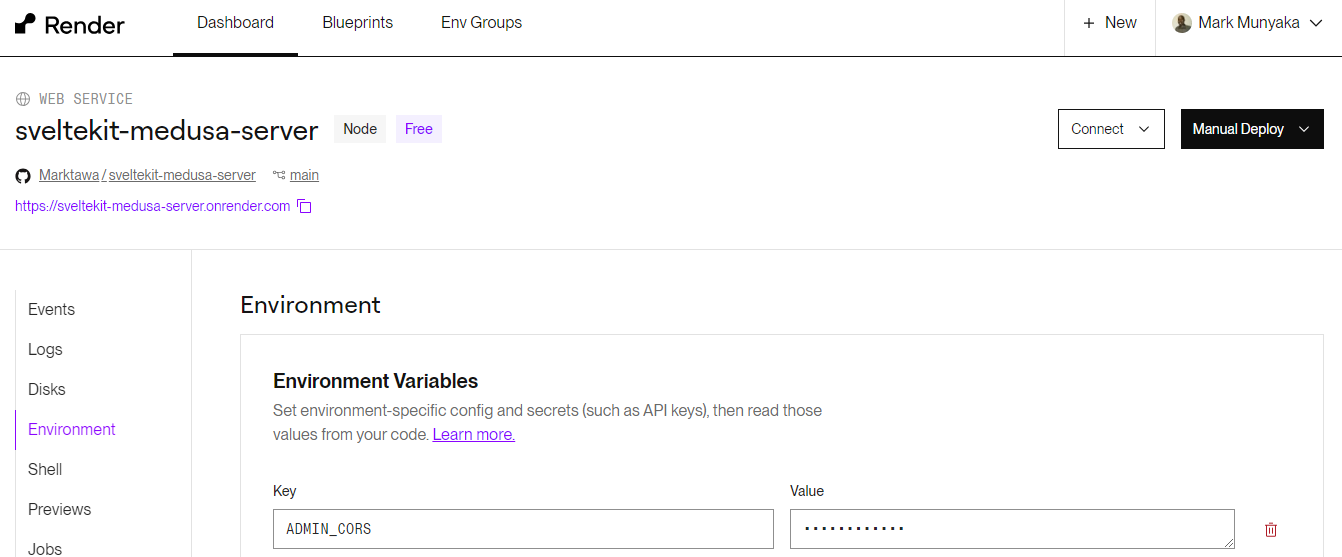 Render
Dashboard
Blueprints
Env Groups
+ New
Mark Munyaka
WEB SERVICE
sveltekit-medusa-server Node Free
Connect
Manual Deploy
Marktawa / sveltekit-medusa-server main
https://sveltekit-medusa-server.onrender.com
Events
Logs
Disks
Environment
Shell
Previews
Jobs
Environment
Environment Variables
Set environment-specific config and secrets (such as API keys), then read those
values from your code. Learn more.
Key
Value
ADMIN_CORS
············